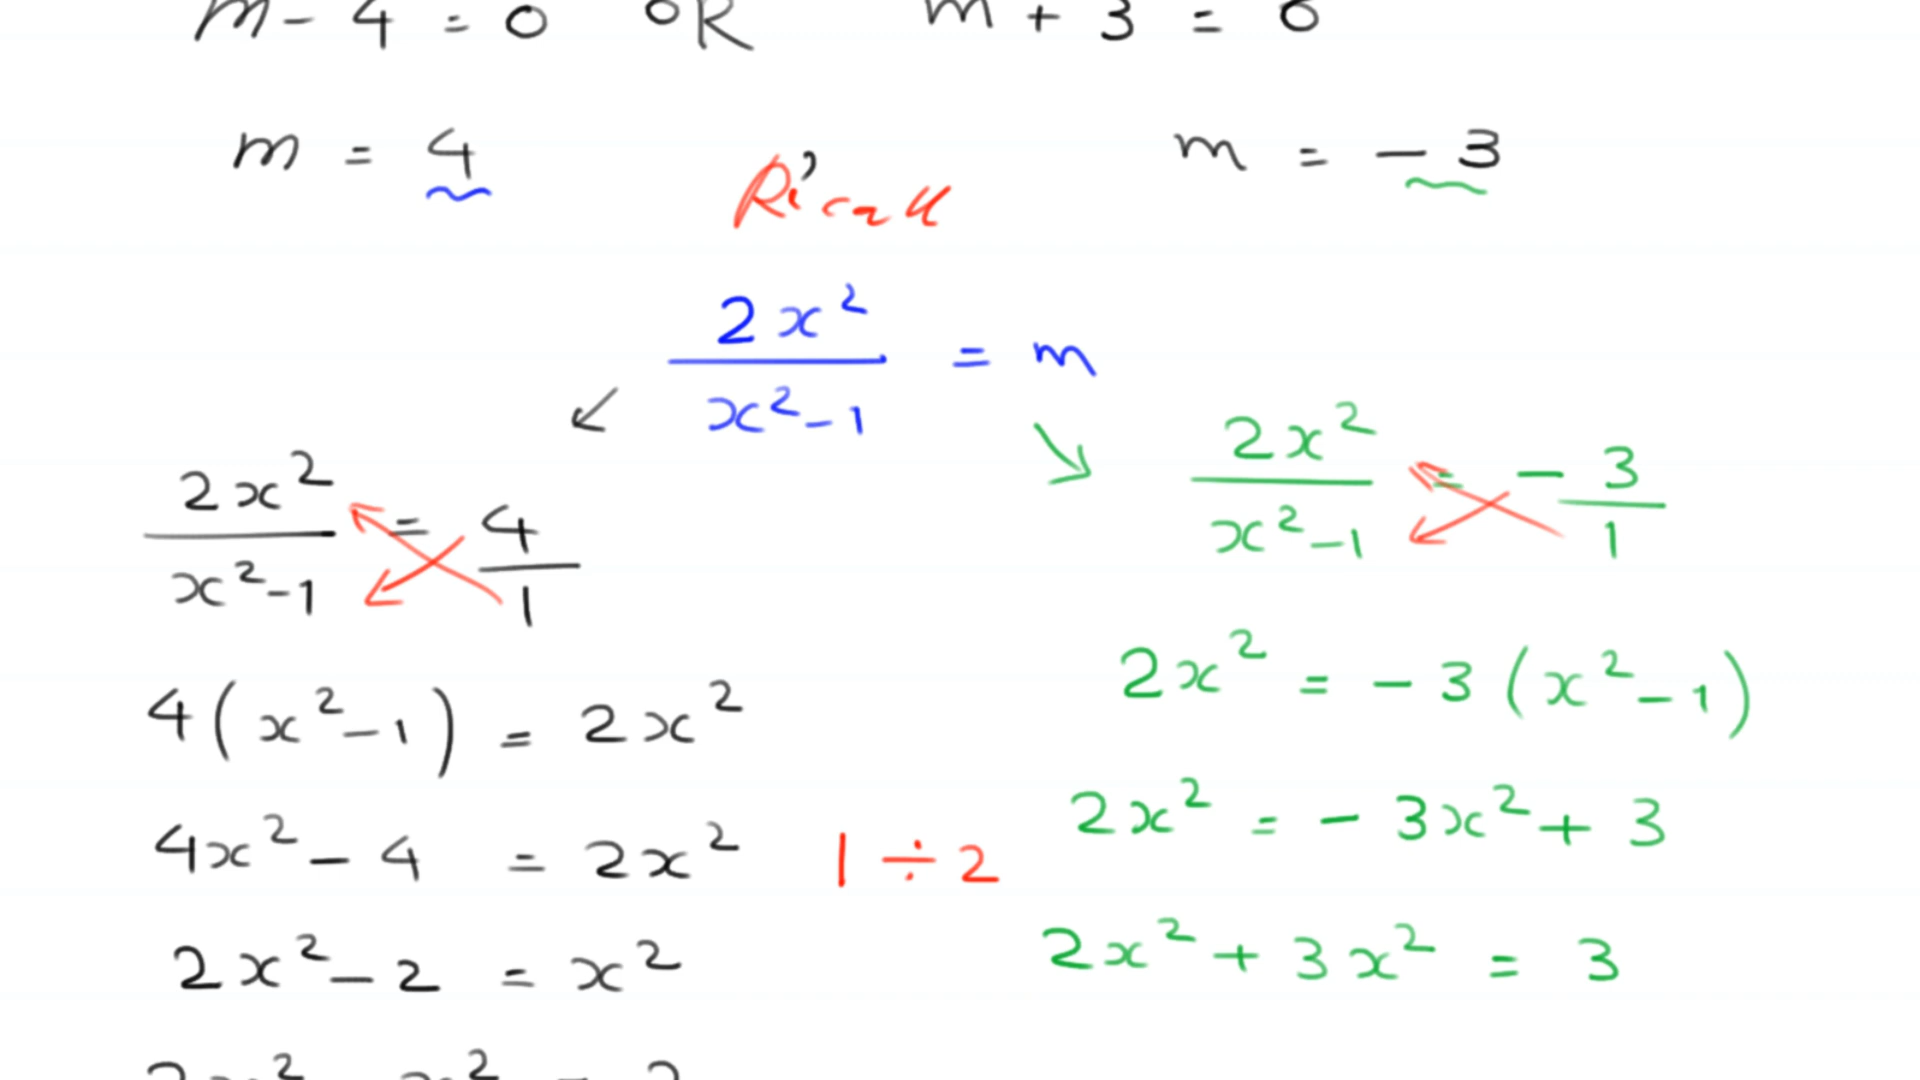 m - 4 = 0 OR m + 3 = 0
m = 4 , m = - 3
Recall
2x² / x² - 1 = m
2x² / x² - 1 = 4 / 1
2x² / x² - 1 = - 3 / 1
4 ( x² - 1 ) = 2x²
2x² = - 3 ( x² - 1 )
4x² - 4 = 2x² 1 ÷ 2
2x² = - 3x² + 3
2x² - 2 = x²
2x² + 3x² = 3